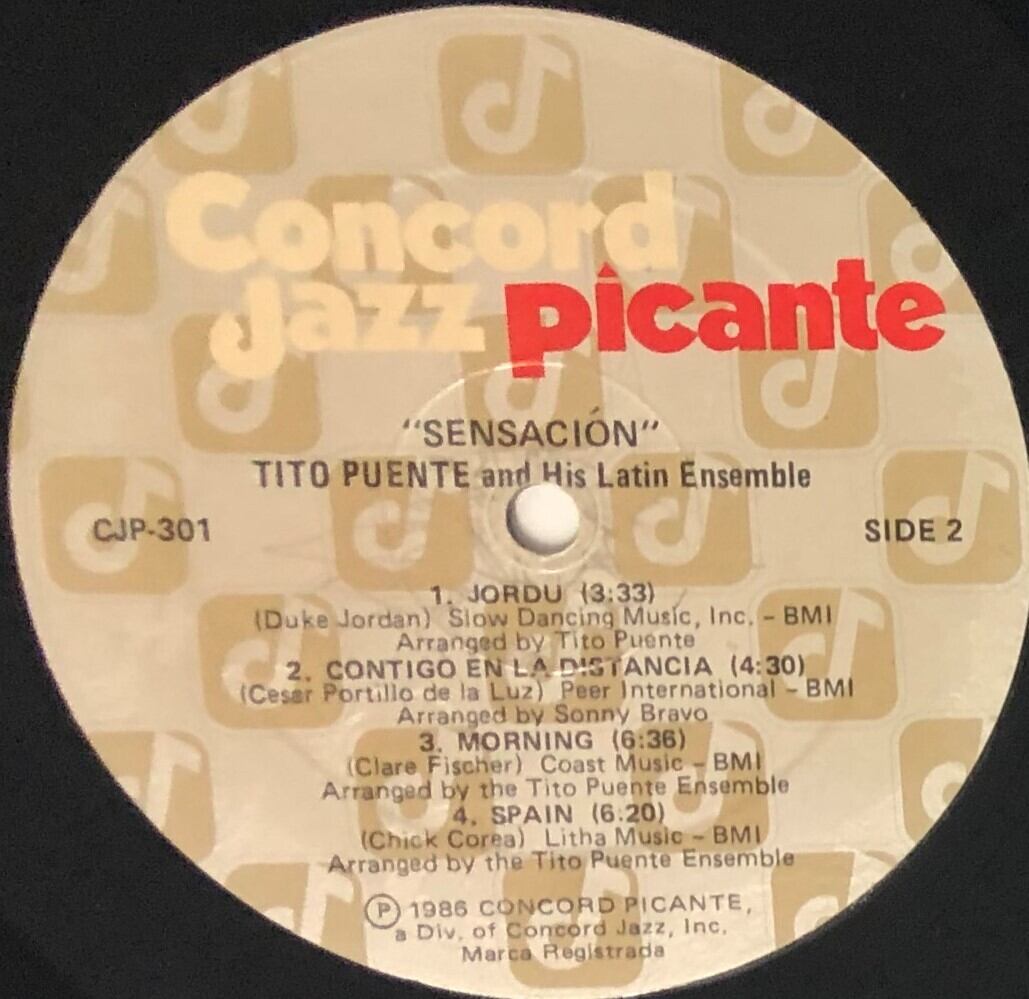 Concord
Jazz picante
"SENSACIÓN"
TITO PUENTE and His Latin Ensemble
CJP-301
SIDE 2
1. JORDU (3:33)
(Duke Jordan) Slow Dancing Music, Inc. – BMI
Arranged by Tito Puente
2. CONTIGO EN LA DISTANCIA (4:30)
(Cesar Portillo de la Luz) Peer International – BMI
Arranged by Sonny Bravo
3. MORNING (6:36)
(Clare Fischer) Coast Music – BMI
Arranged by the Tito Puente Ensemble
4. SPAIN (6:20)
(Chick Corea) Litha Music – BMI
Arranged by the Tito Puente Ensemble
Ⓟ 1986 CONCORD PICANTE,
a Div. of Concord Jazz, Inc.
Marca Registrada